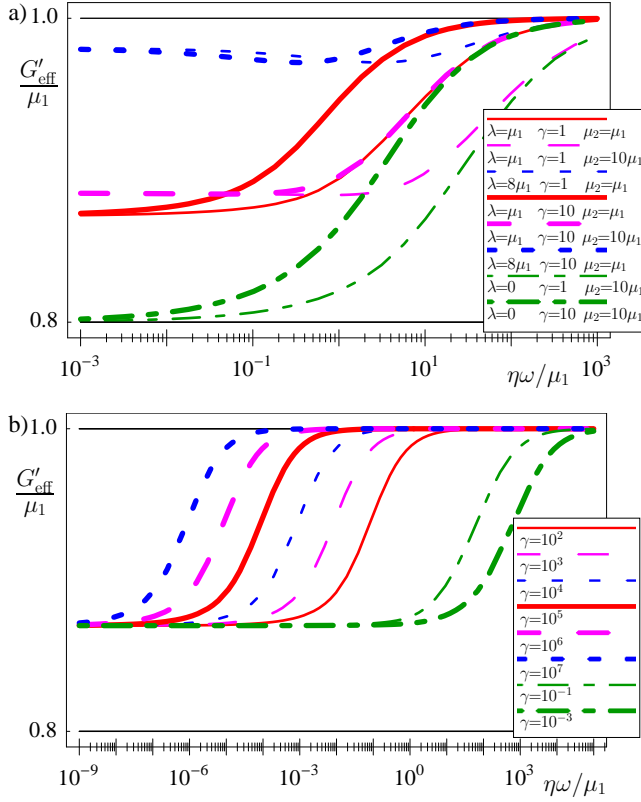 a)
1.0
G′eff
μ1
0.8
λ=μ1 γ=1 μ2=μ1
λ=μ1 γ=1 μ2=10μ1
λ=8μ1 γ=1 μ2=μ1
λ=μ1 γ=10 μ2=μ1
λ=μ1 γ=10 μ2=10μ1
λ=8μ1 γ=10 μ2=μ1
λ=0 γ=1 μ2=10μ1
λ=0 γ=10 μ2=10μ1
10−3 10−1 101 103
ηω/μ1
b)
1.0
G′eff
μ1
0.8
γ=102
γ=103
γ=104
γ=105
γ=106
γ=107
γ=10−1
γ=10−3
10−9 10−6 10−3 100 103
ηω/μ1